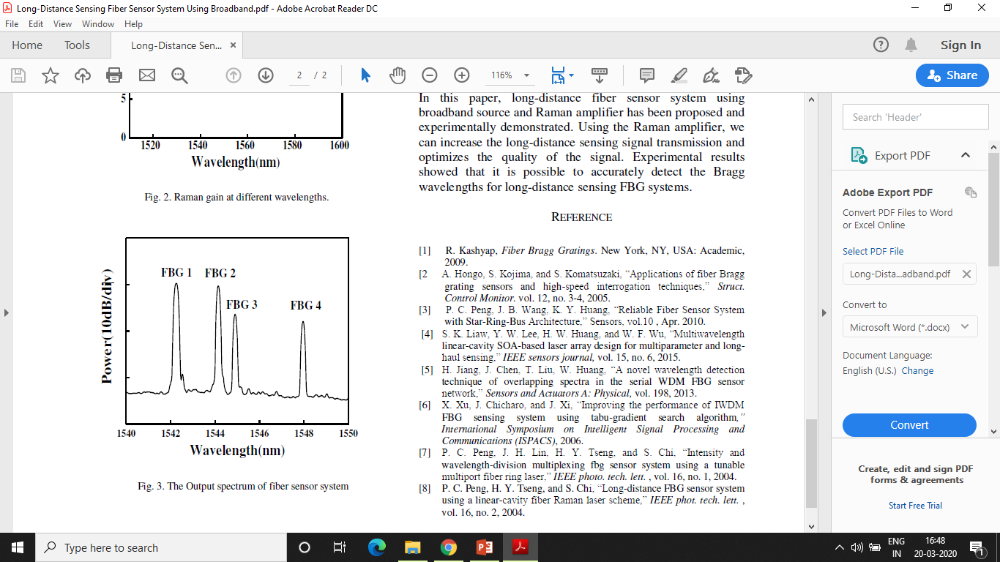 Long-Distance Sensing Fiber Sensor System Using Broadband.pdf - Adobe Acrobat Reader DC
File Edit View Window Help
Home Tools Long-Distance Sen... ×
Sign In
2 / 2
116%
Share
5
0
1520 1540 1560 1580 1600
Wavelength(nm)
Fig. 2. Raman gain at different wavelengths.
Power(10dB/div)
FBG 1 FBG 2
FBG 3 FBG 4
1540 1542 1544 1546 1548 1550
Wavelength(nm)
Fig. 3. The Output spectrum of fiber sensor system
In this paper, long-distance fiber sensor system using
broadband source and Raman amplifier has been proposed and
experimentally demonstrated. Using the Raman amplifier, we
can increase the long-distance sensing signal transmission and
optimizes the quality of the signal. Experimental results
showed that it is possible to accurately detect the Bragg
wavelengths for long-distance sensing FBG systems.
REFERENCE
[1] R. Kashyap, Fiber Bragg Gratings. New York, NY, USA: Academic,
2009.
[2 A. Hongo, S. Kojima, and S. Komatsuzaki, “Applications of fiber Bragg
grating sensors and high-speed interrogation techniques,” Struct.
Control Monitor. vol. 12, no. 3-4, 2005.
[3] P. C. Peng, J. B. Wang, K. Y. Huang, “Reliable Fiber Sensor System
with Star-Ring-Bus Architecture,” Sensors, vol.10 , Apr. 2010.
[4] S. K. Liaw, Y. W. Lee, H. W. Huang, and W. F. Wu, “Multiwavelength
linear-cavity SOA-based laser array design for multiparameter and long-
haul sensing,” IEEE sensors journal, vol. 15, no. 6, 2015.
[5] H. Jiang, J. Chen, T. Liu, W. Huang, “A novel wavelength detection
technique of overlapping spectra in the serial WDM FBG sensor
network,” Sensors and Actuators A: Physical, vol. 198, 2013.
[6] X. Xu, J. Chicharo, and J. Xi, “Improving the performance of IWDM
FBG sensing system using tabu-gradient search algorithm,”
International Symposium on Intelligent Signal Processing and
Communications (ISPACS), 2006.
[7] P. C. Peng, J. H. Lin, H. Y. Tseng, and S. Chi, “Intensity and
wavelength-division multiplexing fbg sensor system using a tunable
multiport fiber ring laser,” IEEE photo. tech. lett. , vol. 16, no. 1, 2004.
[8] P. C. Peng, H. Y. Tseng, and S. Chi, “Long-distance FBG sensor system
using a linear-cavity fiber Raman laser scheme,” IEEE phot. tech. lett. ,
vol. 16, no. 2, 2004.
Search 'Header'
Export PDF
Adobe Export PDF
Convert PDF Files to Word
or Excel Online
Select PDF File
Long-Dista...adband.pdf
Convert to
Microsoft Word (*.docx)
Document Language:
English (U.S.) Change
Convert
Create, edit and sign PDF
forms & agreements
Start Free Trial
Type here to search
ENG
IN
16:48
20-03-2020
1